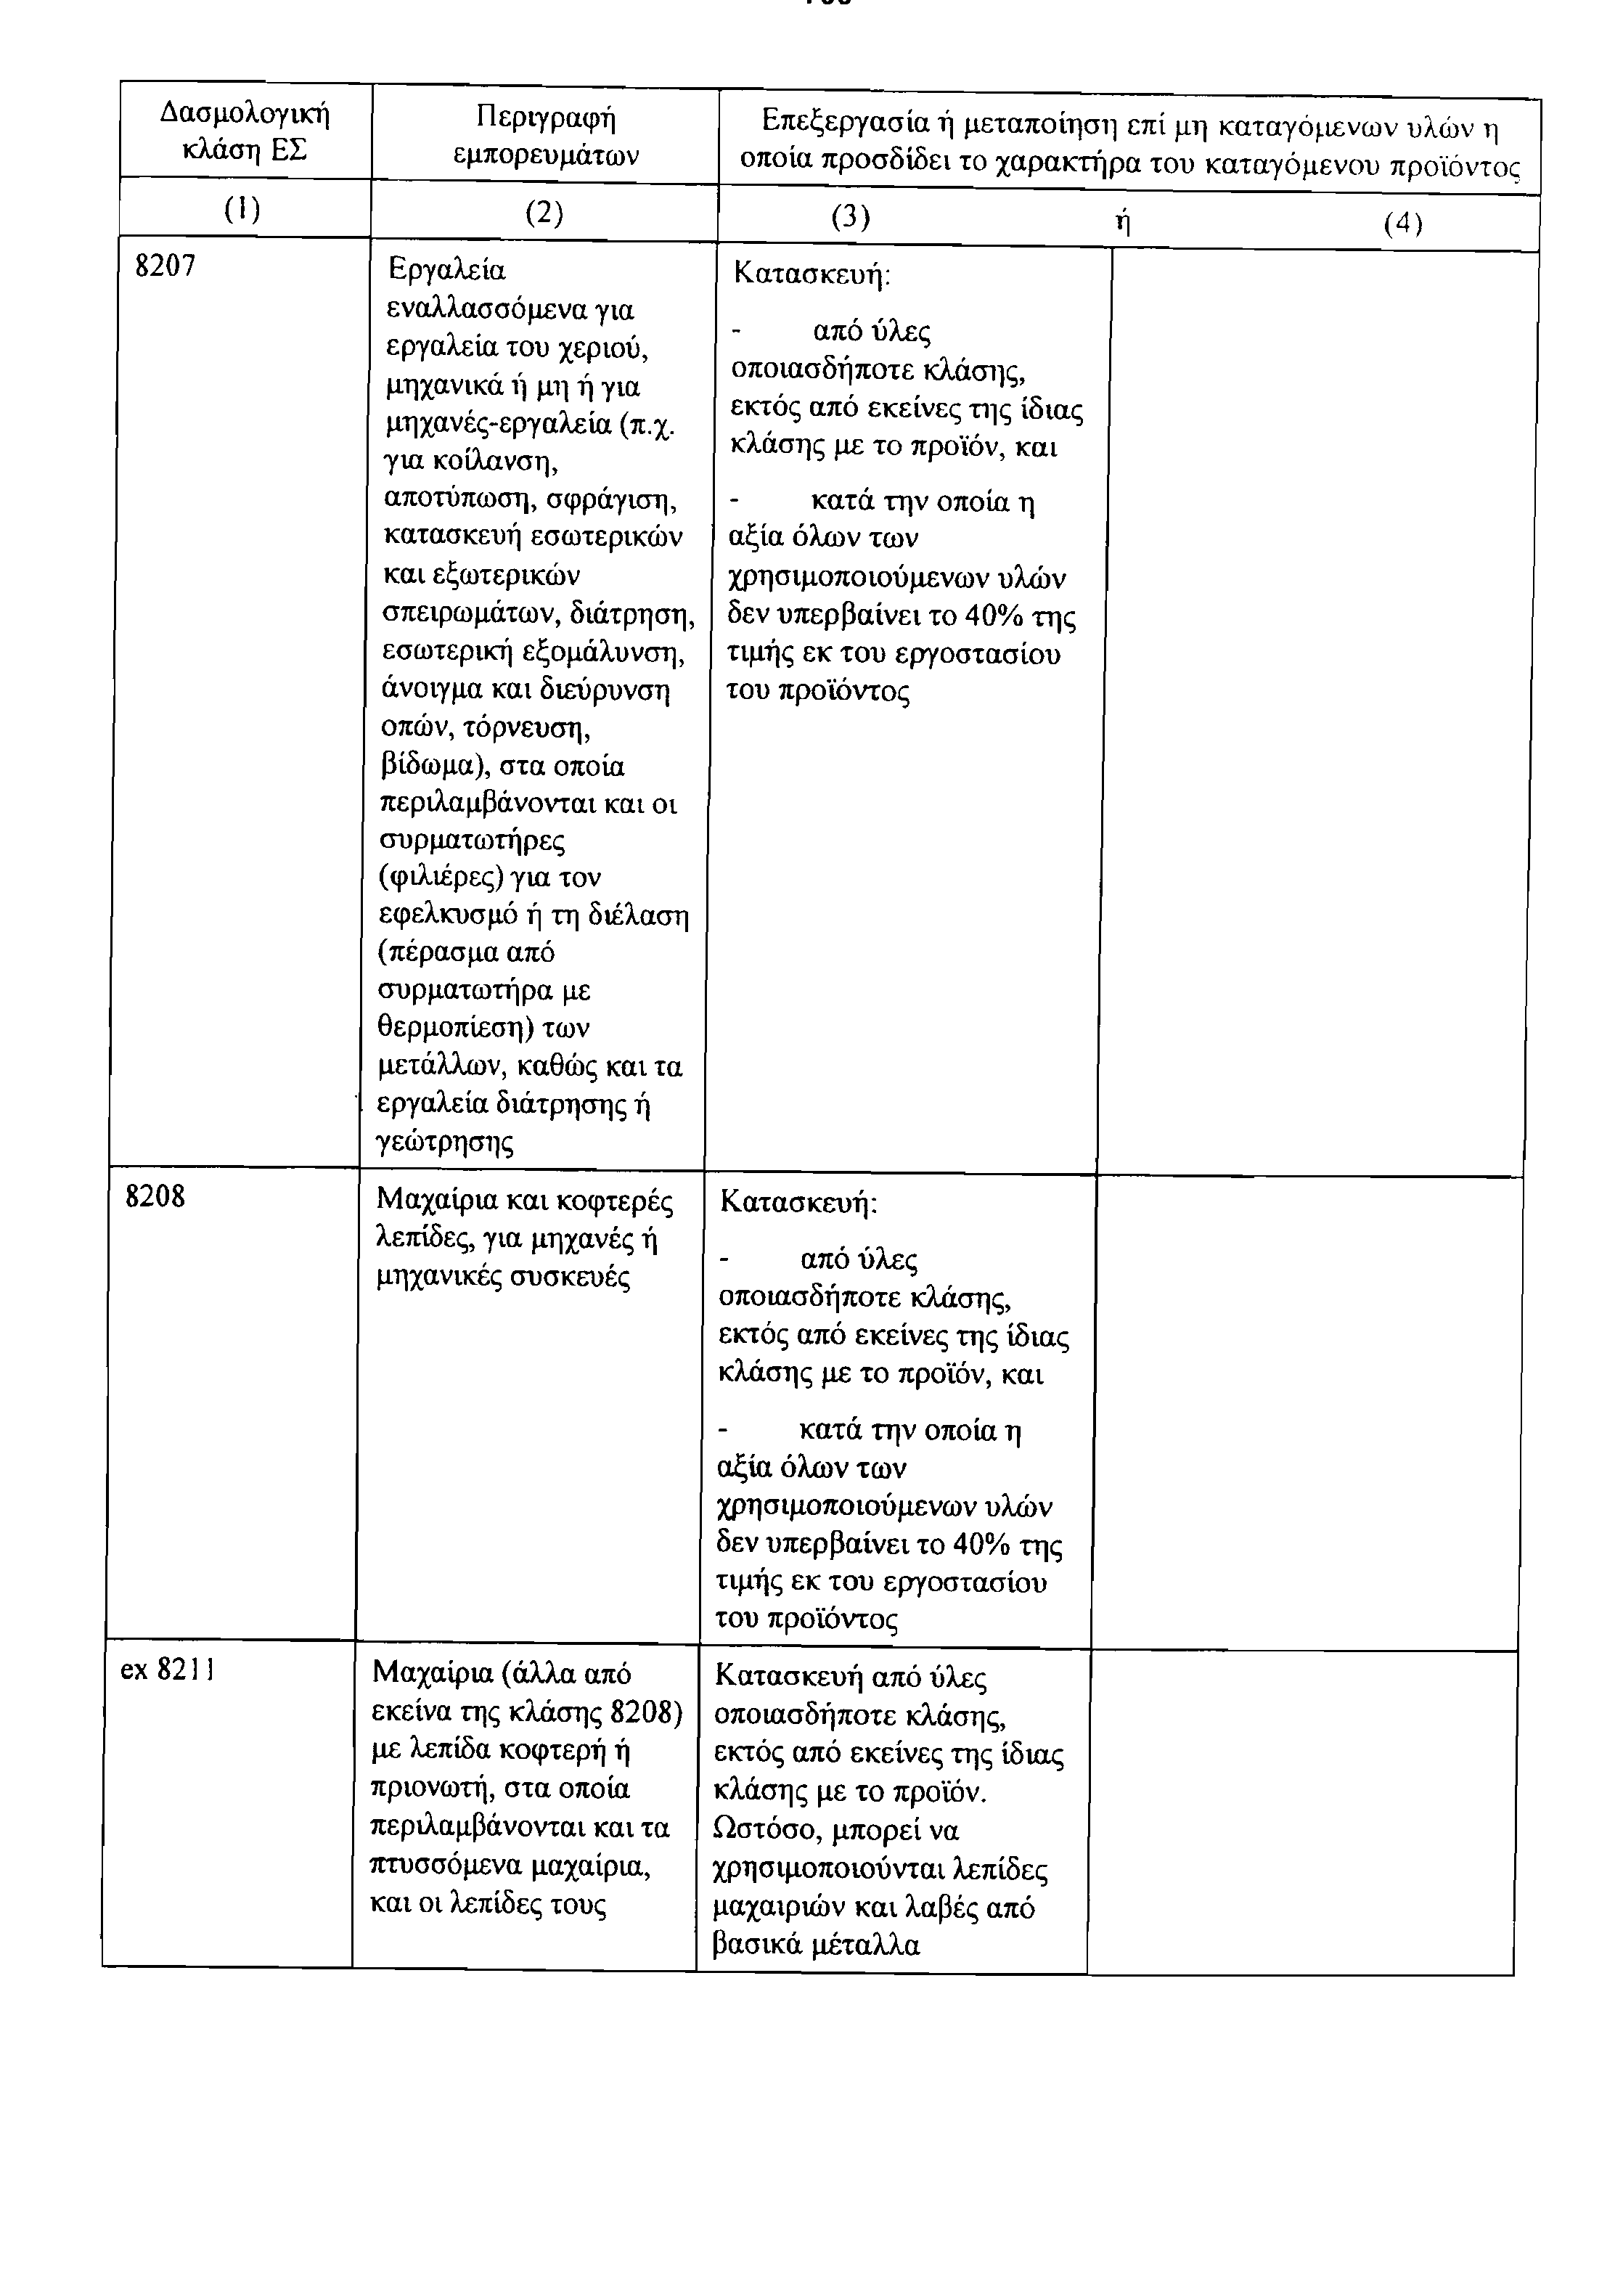 Δασμολογική
κλάση ΕΣ
Περιγραφή
εμπορευμάτων
Επεξεργασία ή μεταποίηση επί μη καταγόμενων υλών η
οποία προσδίδει το χαρακτήρα του καταγόμενου προϊόντος
(1)
(2)
(3) ή (4)
8207
Εργαλεία
εναλλασσόμενα για
εργαλεία του χεριού,
μηχανικά ή μη ή για
μηχανές-εργαλεία (π.χ.
για κοίλανση,
αποτύπωση, σφράγιση,
κατασκευή εσωτερικών
και εξωτερικών
σπειρωμάτων, διάτρηση,
εσωτερική εξομάλυνση,
άνοιγμα και διεύρυνση
οπών, τόρνευση,
βίδωμα), στα οποία
περιλαμβάνονται και οι
συρματωτήρες
(φιλιέρες) για τον
εφελκυσμό ή τη διέλαση
(πέρασμα από
συρματωτήρα με
θερμοπίεση) των
μετάλλων, καθώς και τα
εργαλεία διάτρησης ή
γεώτρησης
Κατασκευή:
- από ύλες
οποιασδήποτε κλάσης,
εκτός από εκείνες της ίδιας
κλάσης με το προϊόν, και
- κατά την οποία η
αξία όλων των
χρησιμοποιούμενων υλών
δεν υπερβαίνει το 40% της
τιμής εκ του εργοστασίου
του προϊόντος
8208
Μαχαίρια και κοφτερές
λεπίδες, για μηχανές ή
μηχανικές συσκευές
Κατασκευή:
- από ύλες
οποιασδήποτε κλάσης,
εκτός από εκείνες της ίδιας
κλάσης με το προϊόν, και
- κατά την οποία η
αξία όλων των
χρησιμοποιούμενων υλών
δεν υπερβαίνει το 40% της
τιμής εκ του εργοστασίου
του προϊόντος
ex 8211
Μαχαίρια (άλλα από
εκείνα της κλάσης 8208)
με λεπίδα κοφτερή ή
πριονωτή, στα οποία
περιλαμβάνονται και τα
πτυσσόμενα μαχαίρια,
και οι λεπίδες τους
Κατασκευή από ύλες
οποιασδήποτε κλάσης,
εκτός από εκείνες της ίδιας
κλάσης με το προϊόν.
Ωστόσο, μπορεί να
χρησιμοποιούνται λεπίδες
μαχαιριών και λαβές από
βασικά μέταλλα